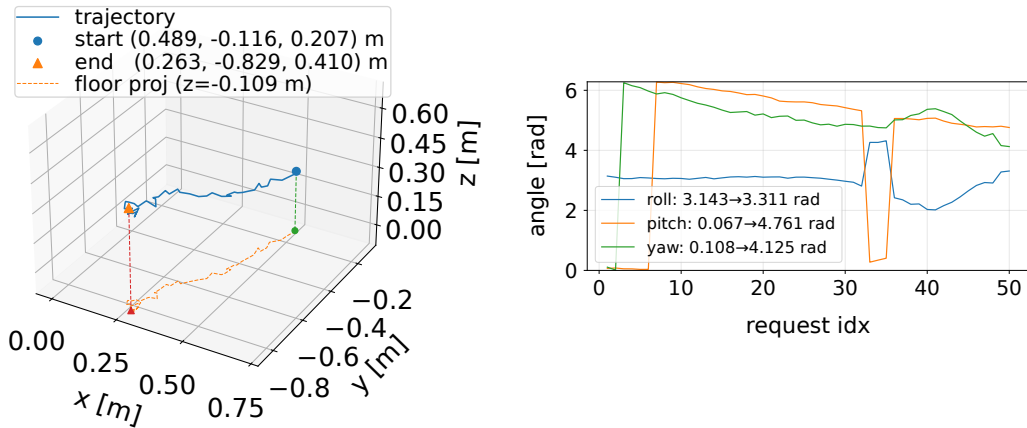 trajectory
start (0.489, -0.116, 0.207) m
end   (0.263, -0.829, 0.410) m
floor proj (z=-0.109 m)
0.60
0.45
0.30
0.15
0.00
z [m]
−0.2
−0.4
−0.6
−0.8
y [m]
0.00
0.25
0.50
0.75
x [m]
6
4
2
0
angle [rad]
roll: 3.143→3.311 rad
pitch: 0.067→4.761 rad
yaw: 0.108→4.125 rad
0 10 20 30 40 50
request idx